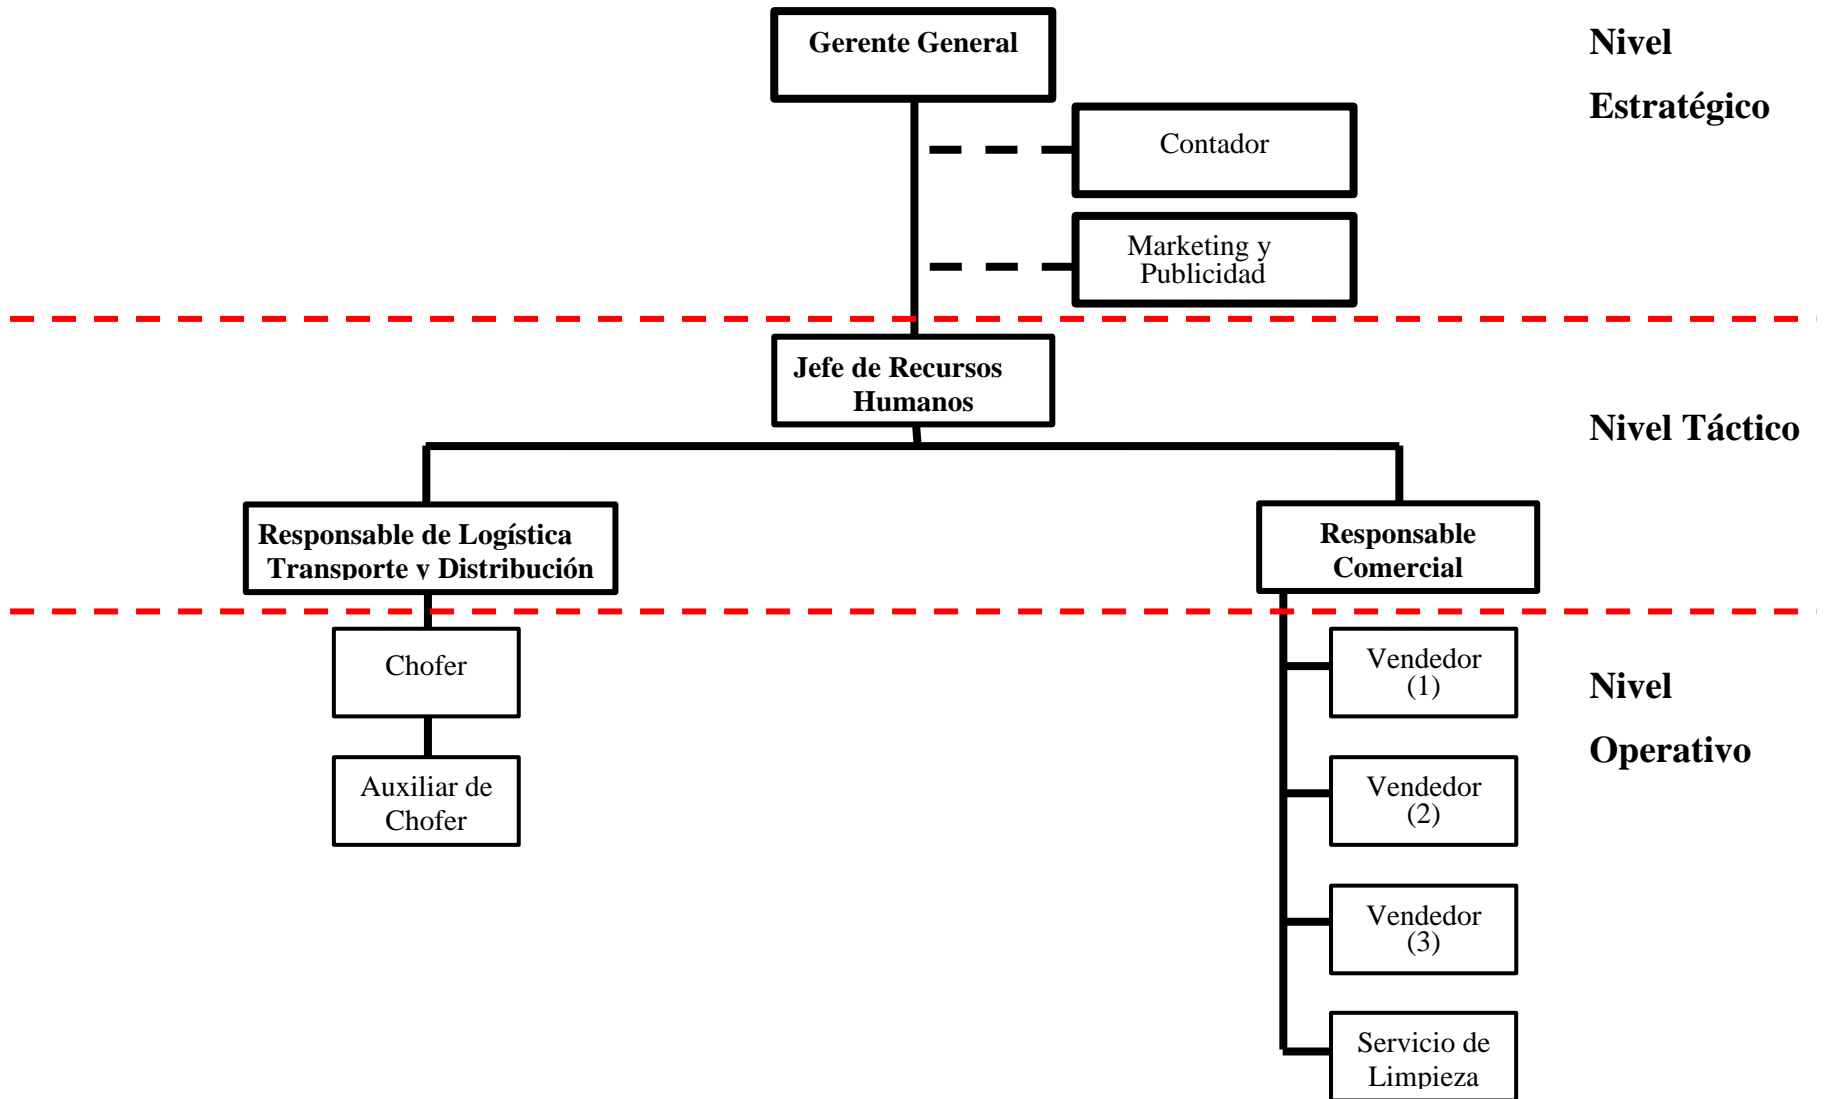 Gerente General
Nivel
Estratégico
Contador
Marketing y
Publicidad
Jefe de Recursos
Humanos
Nivel Táctico
Responsable de Logística
Transporte y Distribución
Responsable
Comercial
Chofer
Auxiliar de
Chofer
Vendedor
(1)
Vendedor
(2)
Vendedor
(3)
Servicio de
Limpieza
Nivel
Operativo